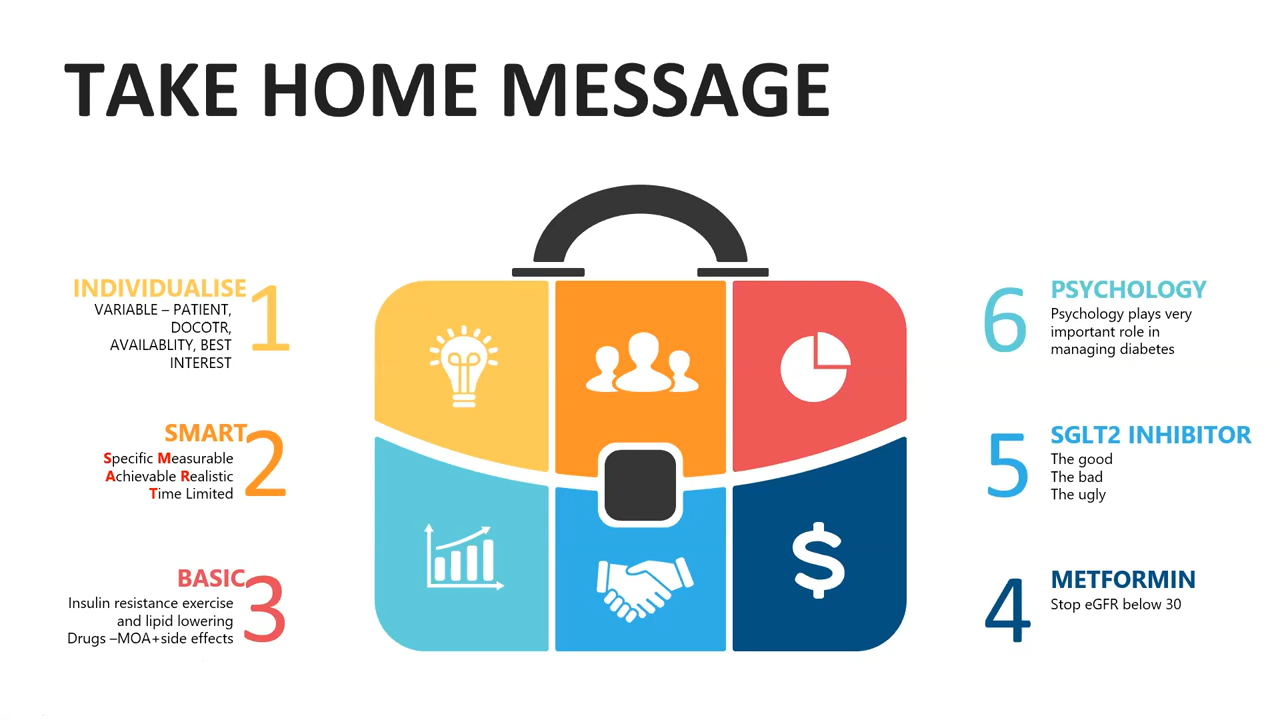 TAKE HOME MESSAGE
INDIVIDUALISE
1
VARIABLE – PATIENT,
DOCOTR,
AVAILABLITY, BEST
INTEREST
SMART
2
Specific Measurable
Achievable Realistic
Time Limited
BASIC
3
Insulin resistance exercise
and lipid lowering
Drugs –MOA+side effects
6
PSYCHOLOGY
Psychology plays very
important role in
managing diabetes
5
SGLT2 INHIBITOR
The good
The bad
The ugly
4
METFORMIN
Stop eGFR below 30
$